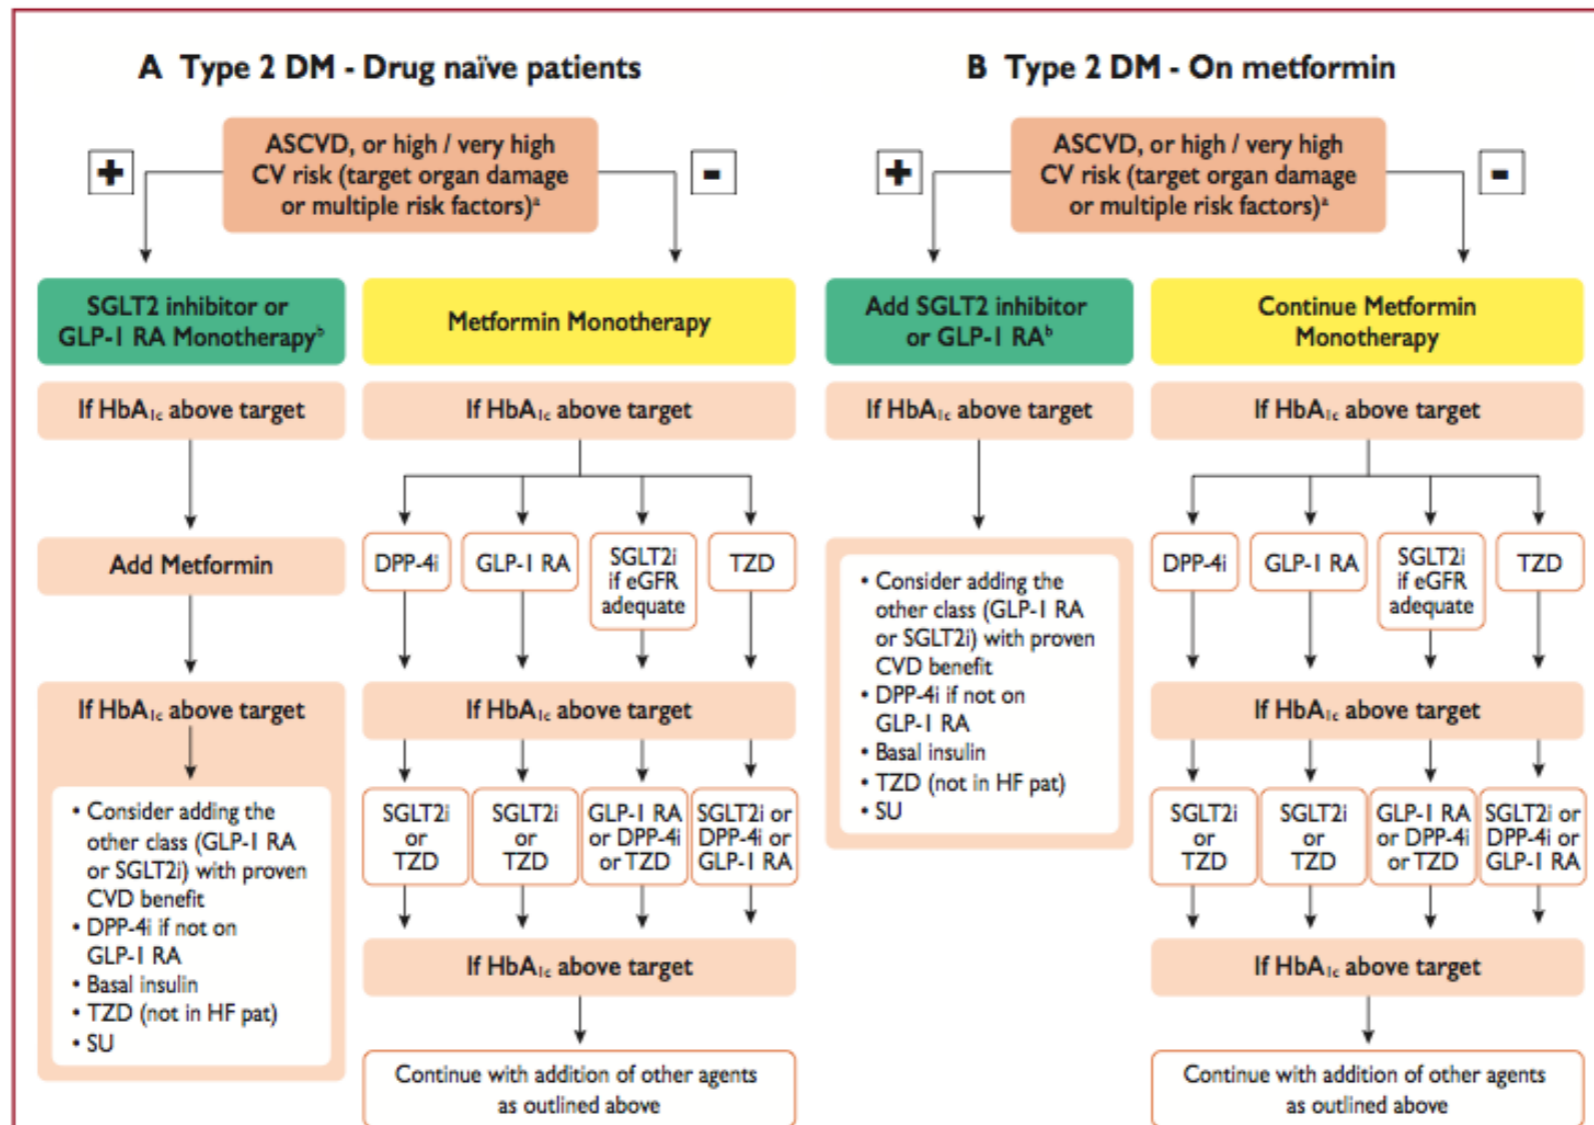 A Type 2 DM - Drug naïve patients
ASCVD, or high / very high
CV risk (target organ damage
or multiple risk factors)ᵃ
+
-
SGLT2 inhibitor or
GLP-1 RA Monotherapyᵇ
Metformin Monotherapy
If HbA₁c above target
If HbA₁c above target
Add Metformin
DPP-4i
GLP-1 RA
SGLT2i
if eGFR
adequate
TZD
If HbA₁c above target
• Consider adding the
other class (GLP-1 RA
or SGLT2i) with proven
CVD benefit
• DPP-4i if not on
GLP-1 RA
• Basal insulin
• TZD (not in HF pat)
• SU
If HbA₁c above target
SGLT2i
or
TZD
SGLT2i
or
TZD
GLP-1 RA
or DPP-4i
or TZD
SGLT2i or
DPP-4i or
GLP-1 RA
If HbA₁c above target
Continue with addition of other agents
as outlined above
B Type 2 DM - On metformin
ASCVD, or high / very high
CV risk (target organ damage
or multiple risk factors)ᵃ
+
-
Add SGLT2 inhibitor
or GLP-1 RAᵇ
Continue Metformin
Monotherapy
If HbA₁c above target
If HbA₁c above target
• Consider adding the
other class (GLP-1 RA
or SGLT2i) with proven
CVD benefit
• DPP-4i if not on
GLP-1 RA
• Basal insulin
• TZD (not in HF pat)
• SU
DPP-4i
GLP-1 RA
SGLT2i
if eGFR
adequate
TZD
If HbA₁c above target
SGLT2i
or
TZD
SGLT2i
or
TZD
GLP-1 RA
or DPP-4i
or TZD
SGLT2i or
DPP-4i or
GLP-1 RA
If HbA₁c above target
Continue with addition of other agents
as outlined above